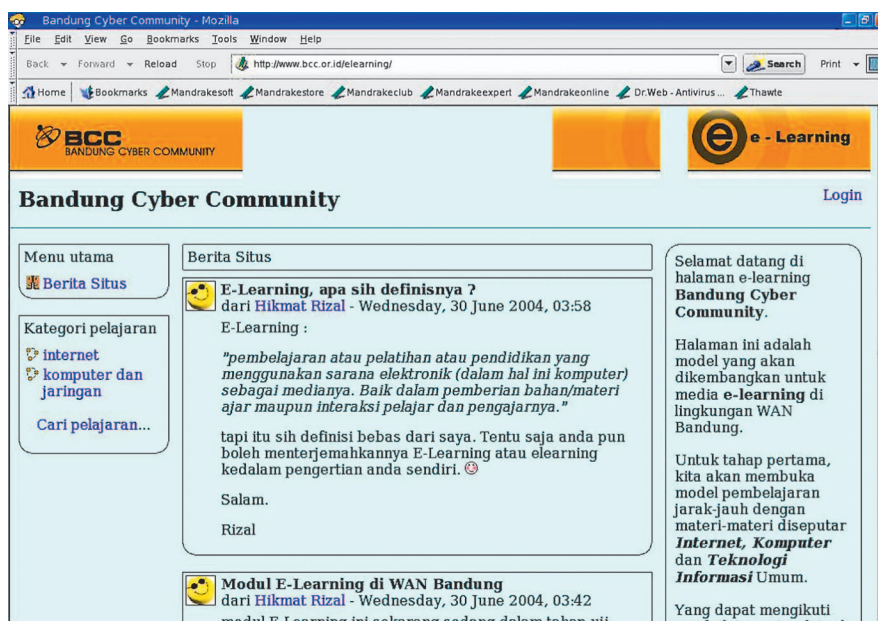 Bandung Cyber Community - Mozilla
File Edit View Go Bookmarks Tools Window Help
Back Forward Reload Stop http://www.bcc.or.id/elearning/ Search Print
Home Bookmarks Mandrakesoft Mandrakestore Mandrakeclub Mandrakeexpert Mandrakeonline Dr.Web - Antivirus ... Thawte
BCC
BANDUNG CYBER COMMUNITY
e e - Learning
Bandung Cyber Community
Login
Menu utama
Berita Situs
Kategori pelajaran
internet
komputer dan
jaringan
Cari pelajaran...
Berita Situs
E-Learning, apa sih definisnya ?
dari Hikmat Rizal - Wednesday, 30 June 2004, 03:58
E-Learning :
"pembelajaran atau pelatihan atau pendidikan yang
menggunakan sarana elektronik (dalam hal ini komputer)
sebagai medianya. Baik dalam pemberian bahan/materi
ajar maupun interaksi pelajar dan pengajarnya."
tapi itu sih definisi bebas dari saya. Tentu saja anda pun
boleh menterjemahkannya E-Learning atau elearning
kedalam pengertian anda sendiri.
Salam.
Rizal
Modul E-Learning di WAN Bandung
dari Hikmat Rizal - Wednesday, 30 June 2004, 03:42
modul E-Learning ini sekarang sedang dalam tahap uji
Selamat datang di
halaman e-learning
Bandung Cyber
Community.
Halaman ini adalah
model yang akan
dikembangkan untuk
media e-learning di
lingkungan WAN
Bandung.
Untuk tahap pertama,
kita akan membuka
model pembelajaran
jarak-jauh dengan
materi-materi diseputar
Internet, Komputer
dan Teknologi
Informasi Umum.
Yang dapat mengikuti